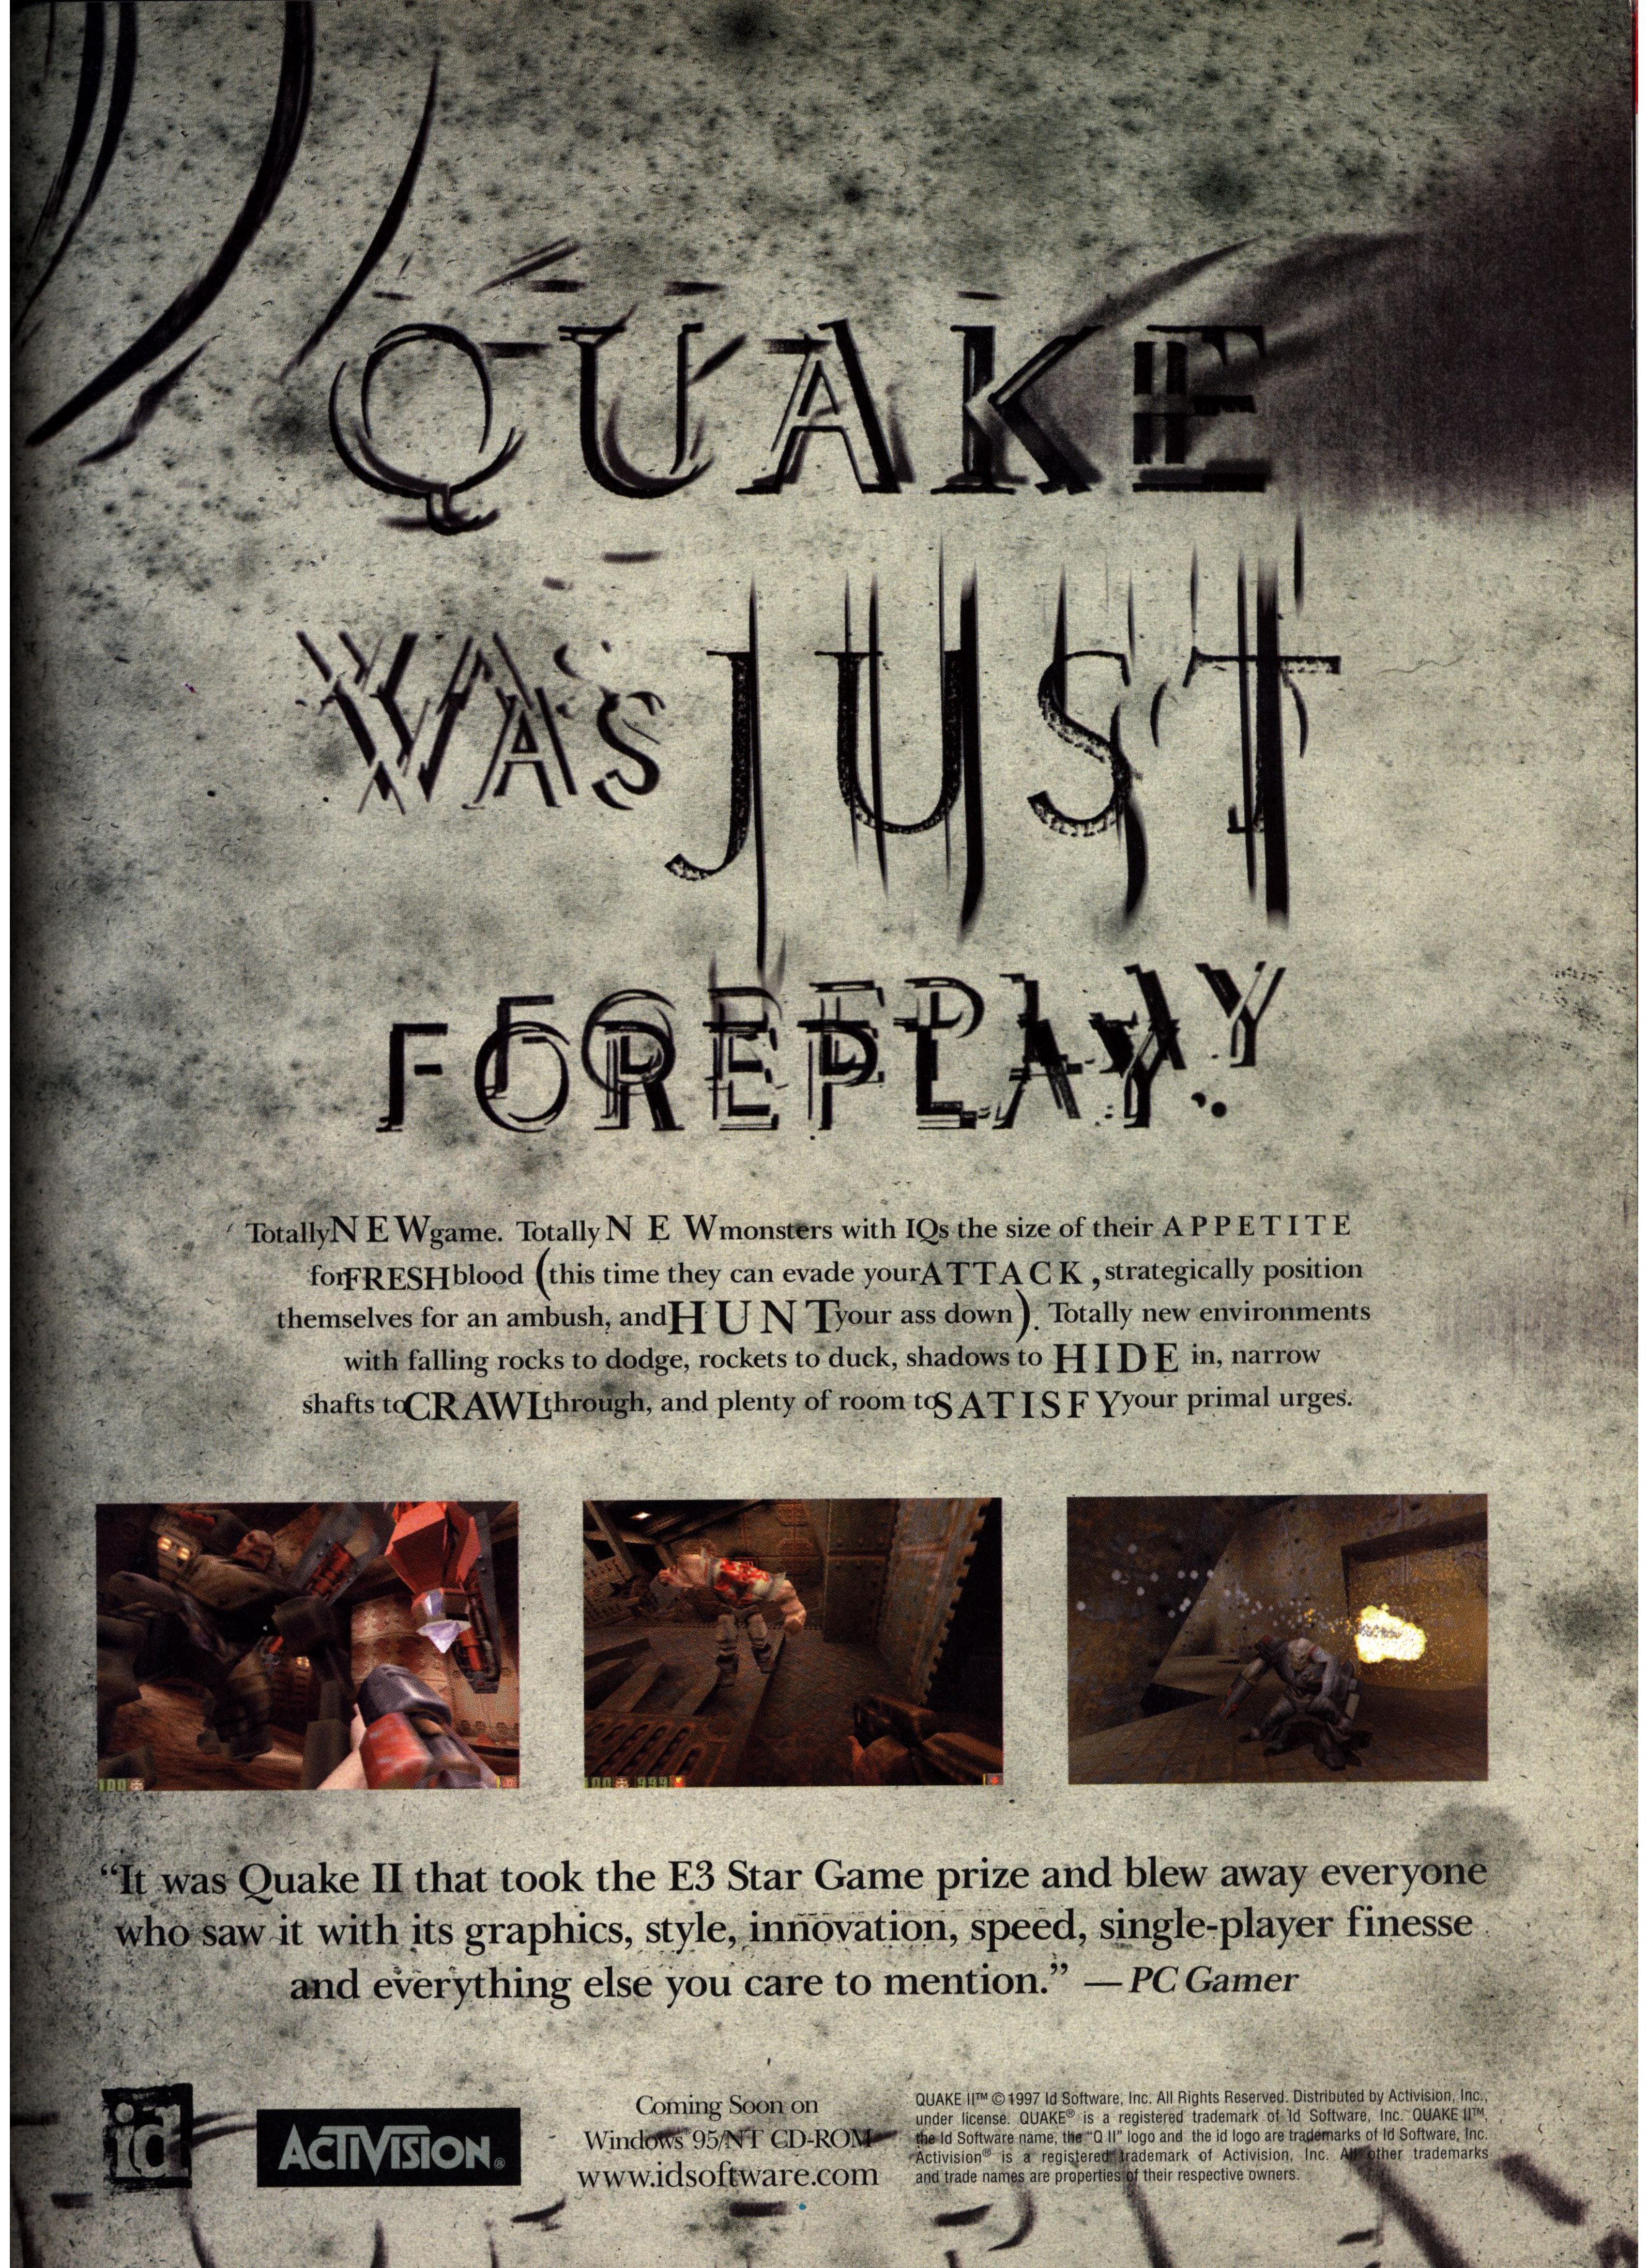 QUAKE
WAS JUST
FOREPLAY.
Totally NEW game. Totally NEW monsters with IQs the size of their APPETITE
for FRESH blood (this time they can evade your ATTACK, strategically position
themselves for an ambush, and HUNT your ass down). Totally new environments
with falling rocks to dodge, rockets to duck, shadows to HIDE in, narrow
shafts to CRAWL through, and plenty of room to SATISFY your primal urges.
100
100 999
“It was Quake II that took the E3 Star Game prize and blew away everyone
who saw it with its graphics, style, innovation, speed, single-player finesse
and everything else you care to mention.” — PC Gamer
id
ACTIVISION®
Coming Soon on
Windows 95/NT CD-ROM
www.idsoftware.com
QUAKE II™ ©1997 Id Software, Inc. All Rights Reserved. Distributed by Activision, Inc.,
under license. QUAKE® is a registered trademark of Id Software, Inc. QUAKE II™,
the Id Software name, the "Q II" logo and the id logo are trademarks of Id Software, Inc.
Activision® is a registered trademark of Activision, Inc. All other trademarks
and trade names are properties of their respective owners.